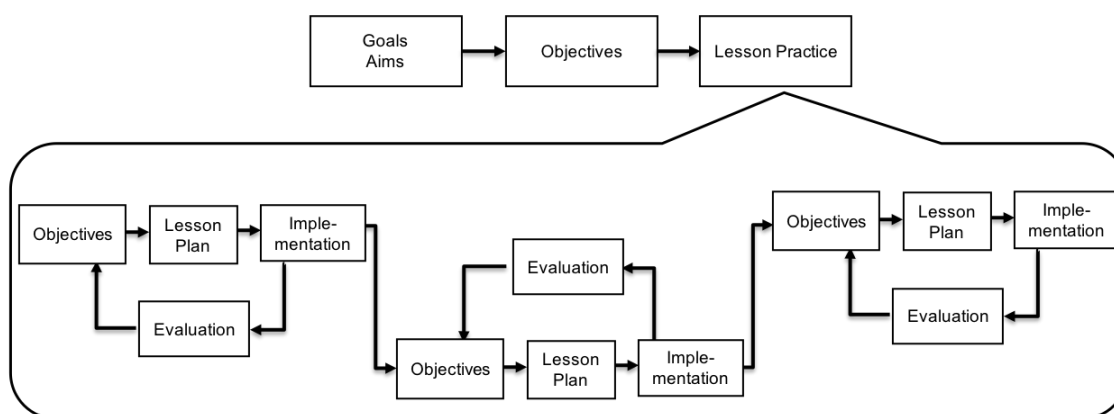 Goals
Aims
Objectives
Lesson Practice
Objectives
Lesson
Plan
Imple-
mentation
Evaluation
Objectives
Lesson
Plan
Imple-
mentation
Evaluation
Objectives
Lesson
Plan
Imple-
mentation
Evaluation